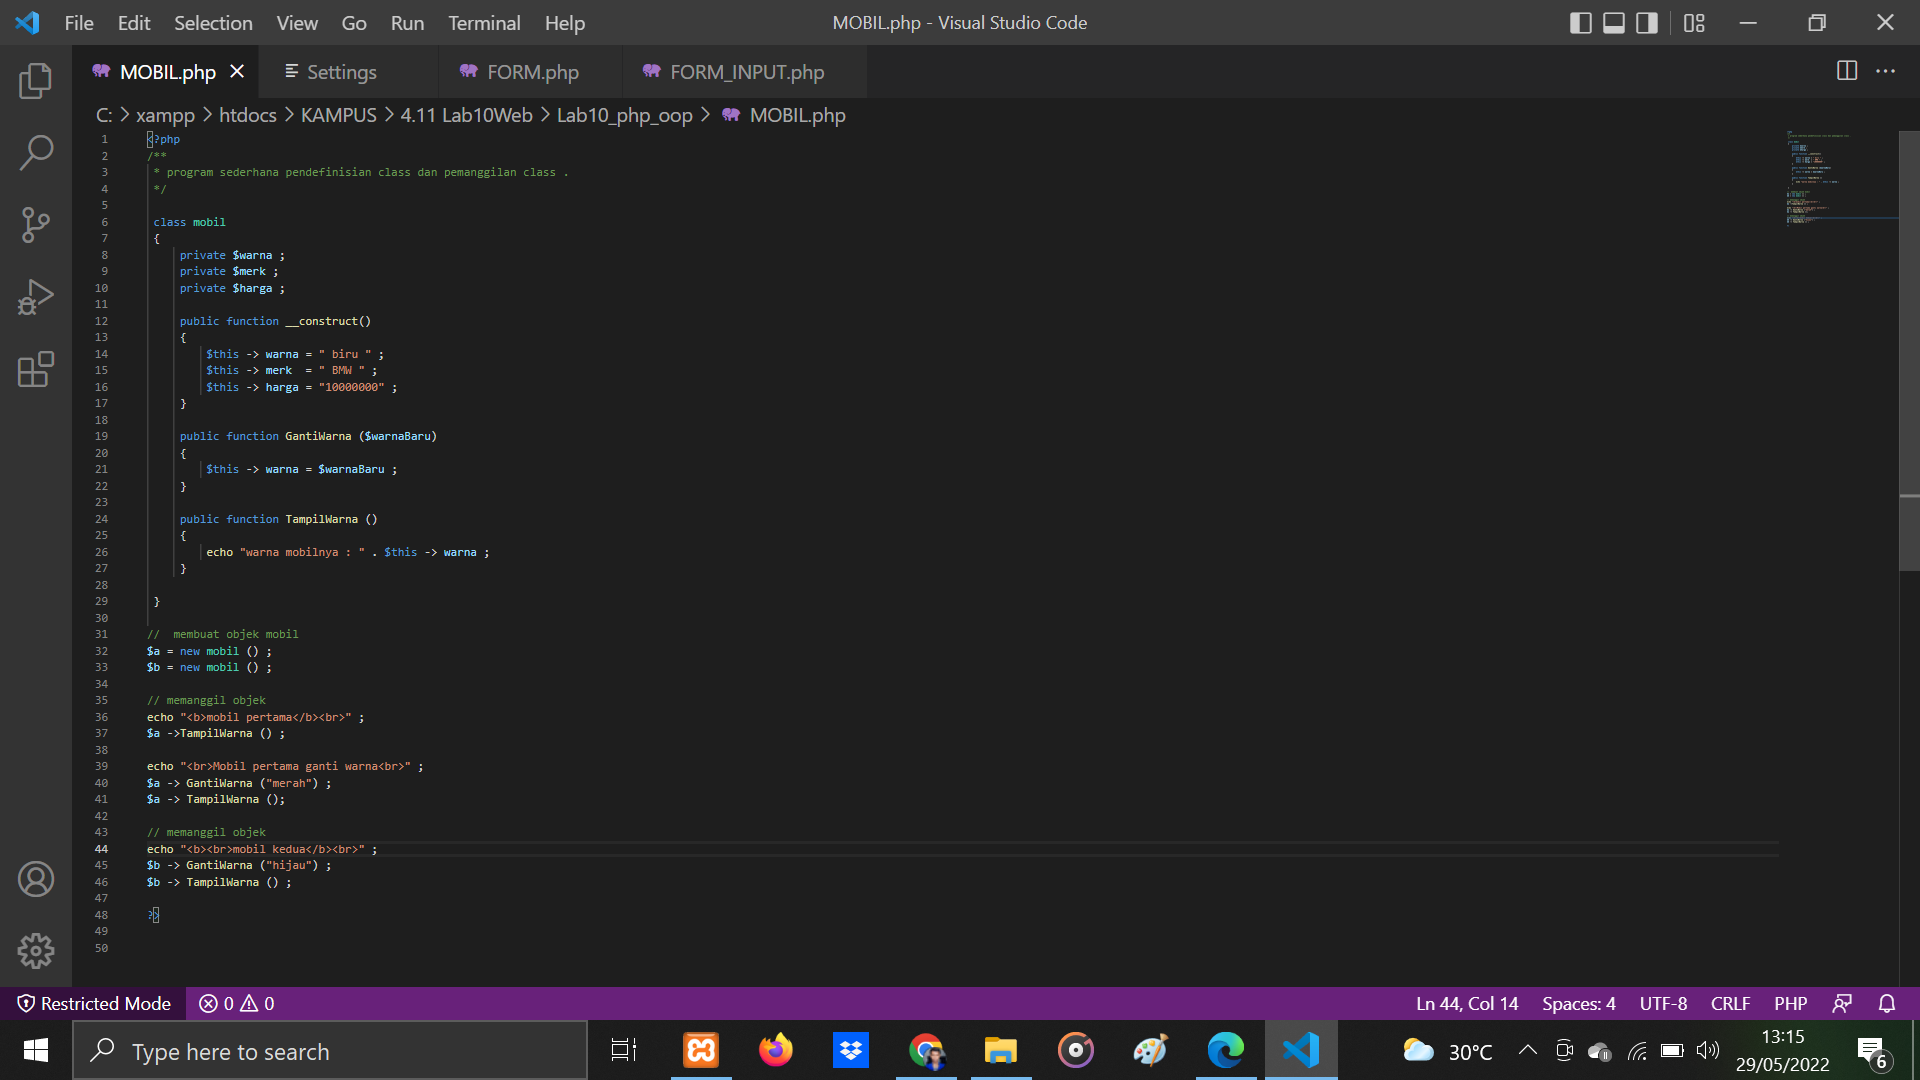 File Edit Selection View Go Run Terminal Help MOBIL.php - Visual Studio Code
MOBIL.php Settings FORM.php FORM_INPUT.php
C: > xampp > htdocs > KAMPUS > 4.11 Lab10Web > Lab10_php_oop > MOBIL.php
1 <?php
2 /**
3 * program sederhana pendefinisian class dan pemanggilan class .
4 */
5
6 class mobil
7 {
8 private $warna ;
9 private $merk ;
10 private $harga ;
11
12 public function __construct()
13 {
14 $this -> warna = " biru " ;
15 $this -> merk  = " BMW " ;
16 $this -> harga = "10000000" ;
17 }
18
19 public function GantiWarna ($warnaBaru)
20 {
21 $this -> warna = $warnaBaru ;
22 }
23
24 public function TampilWarna ()
25 {
26 echo "warna mobilnya : " . $this -> warna ;
27 }
28
29 }
30
31 //  membuat objek mobil
32 $a = new mobil () ;
33 $b = new mobil () ;
34
35 // memanggil objek
36 echo "<b>mobil pertama</b><br>" ;
37 $a ->TampilWarna () ;
38
39 echo "<br>Mobil pertama ganti warna<br>" ;
40 $a -> GantiWarna ("merah") ;
41 $a -> TampilWarna ();
42
43 // memanggil objek
44 echo "<b><br>mobil kedua</b><br>" ;
45 $b -> GantiWarna ("hijau") ;
46 $b -> TampilWarna () ;
47
48 ?>
49
50
Restricted Mode 0 0 Ln 44, Col 14 Spaces: 4 UTF-8 CRLF PHP
Type here to search 30°C 13:15
29/05/2022 6